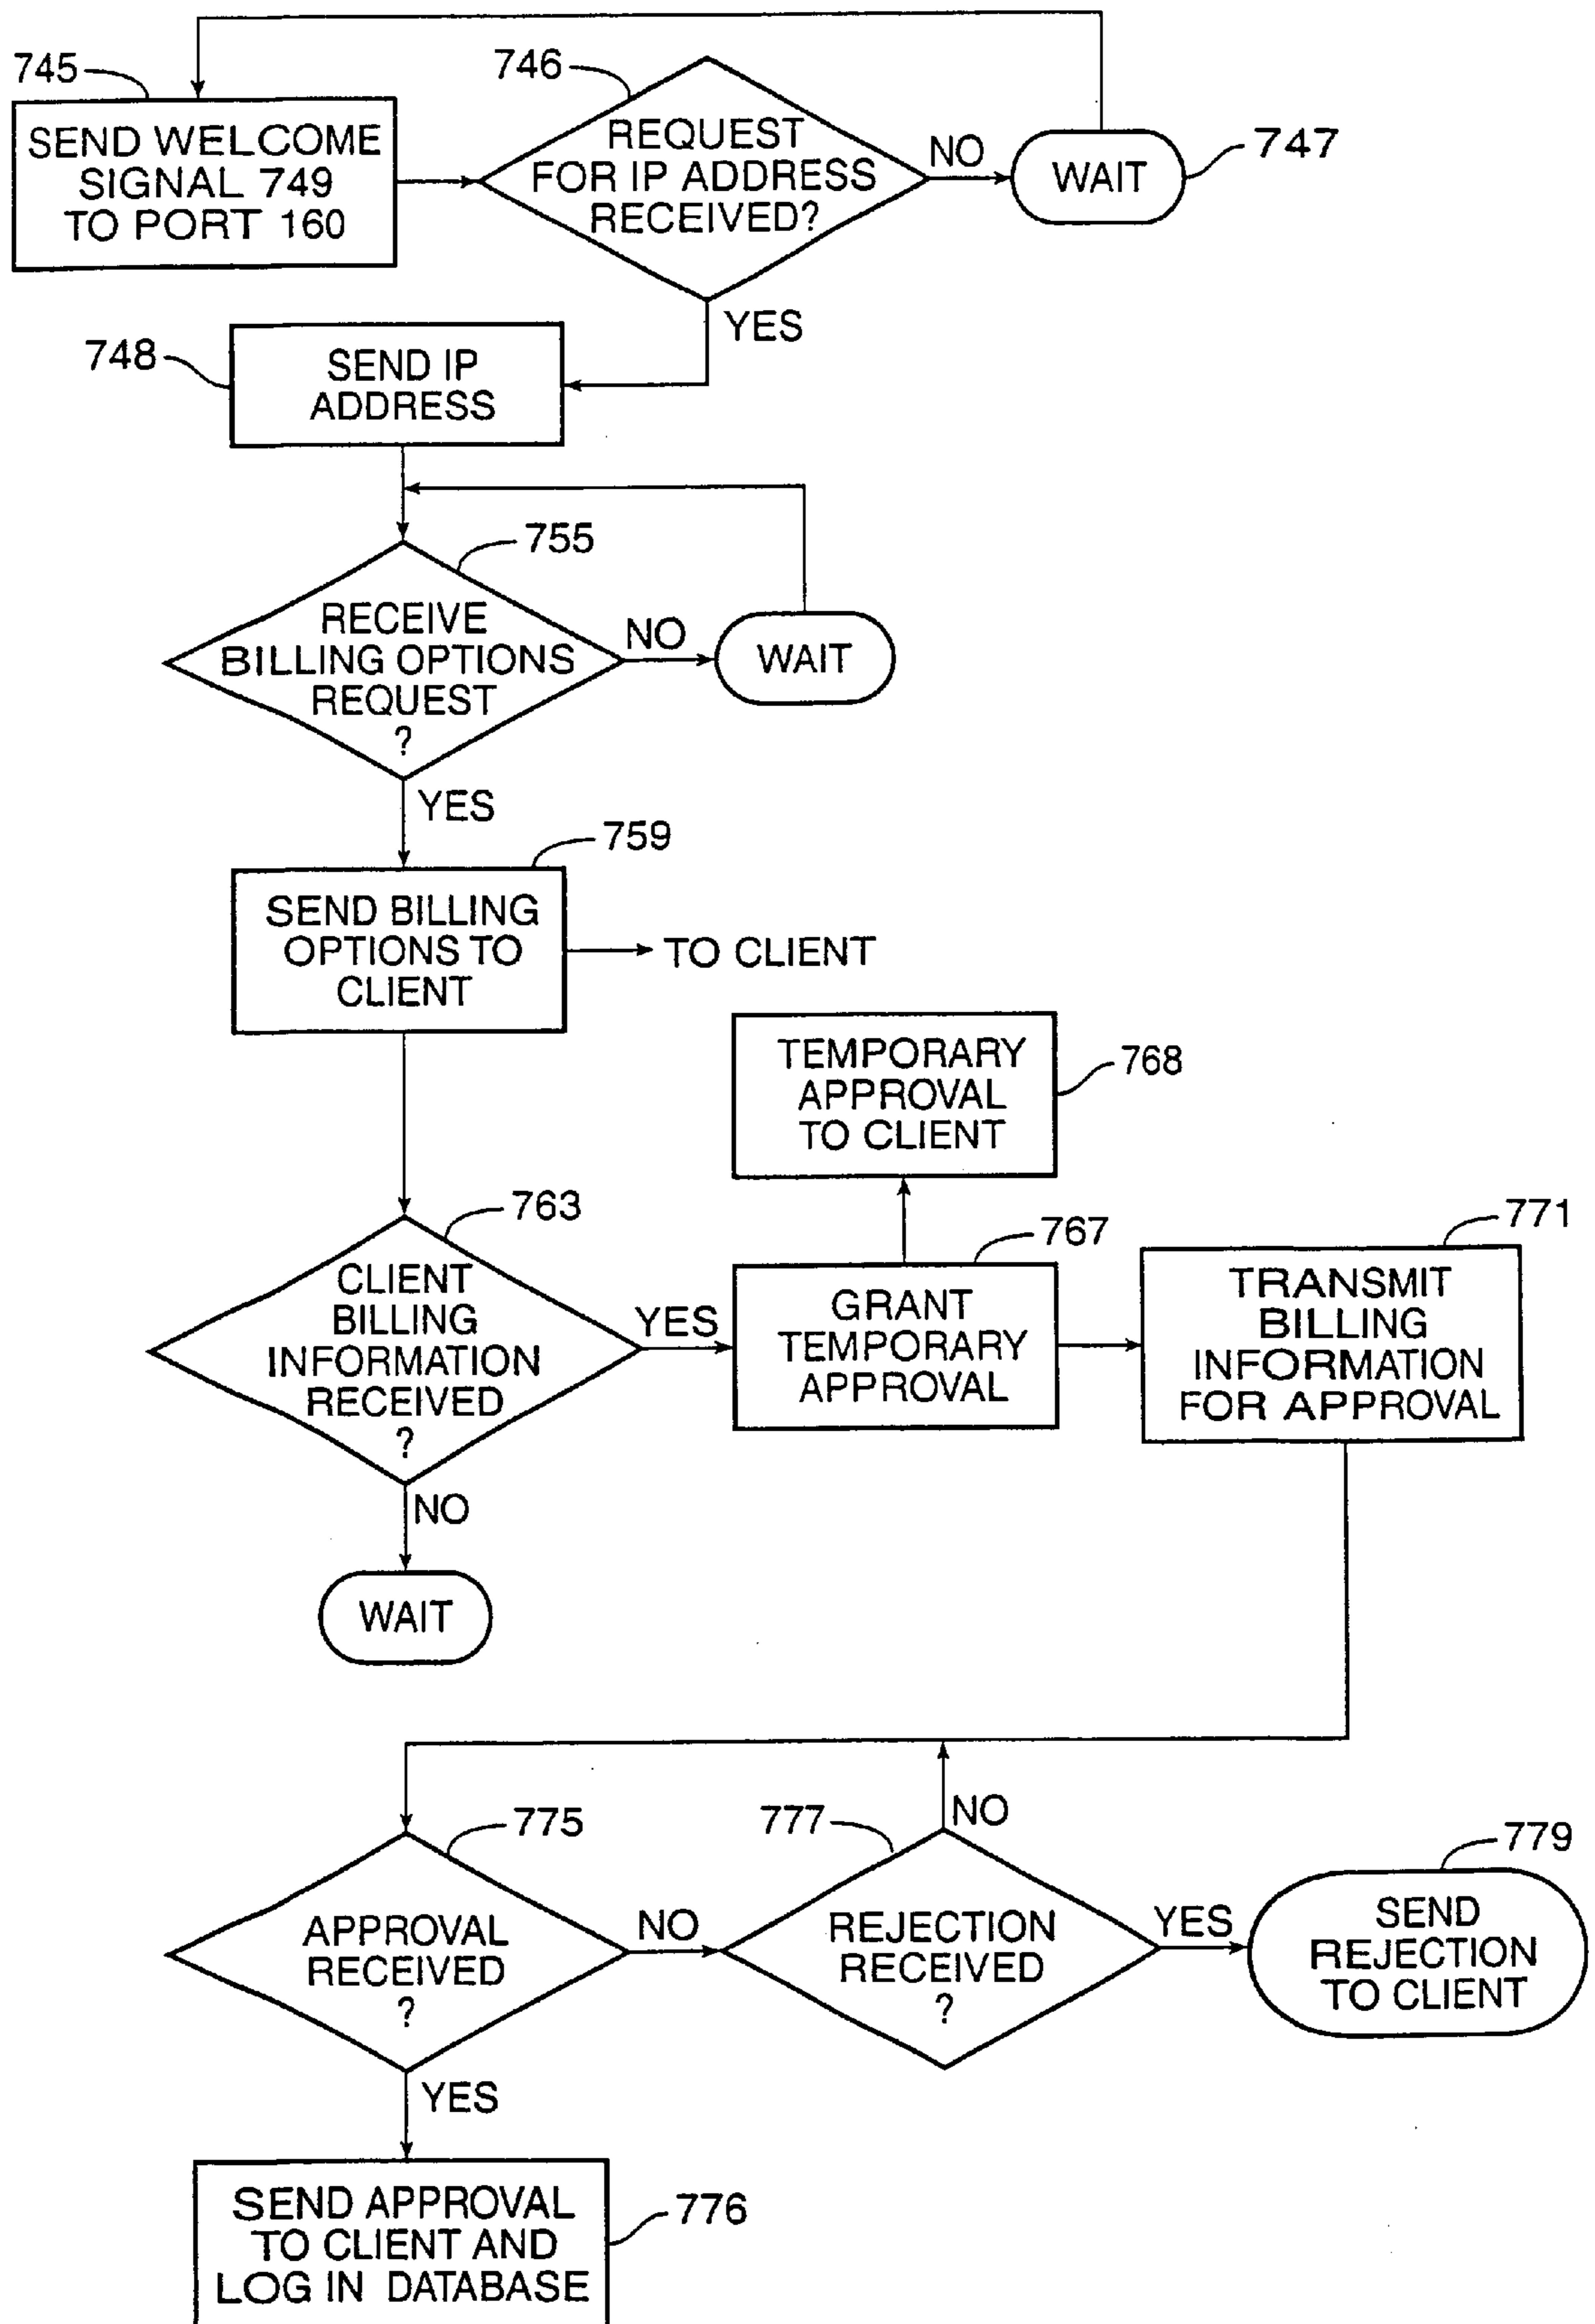 745
SEND WELCOME
SIGNAL 749
TO PORT 160
746
REQUEST
FOR IP ADDRESS
RECEIVED?
NO
WAIT
747
YES
748
SEND IP
ADDRESS
755
RECEIVE
BILLING OPTIONS
REQUEST
?
NO
WAIT
YES
759
SEND BILLING
OPTIONS TO
CLIENT
TO CLIENT
TEMPORARY
APPROVAL
TO CLIENT
768
763
CLIENT
BILLING
INFORMATION
RECEIVED
?
YES
767
GRANT
TEMPORARY
APPROVAL
771
TRANSMIT
BILLING
INFORMATION
FOR APPROVAL
NO
WAIT
775
APPROVAL
RECEIVED
?
NO
777
NO
REJECTION
RECEIVED
?
YES
779
SEND
REJECTION
TO CLIENT
YES
SEND APPROVAL
TO CLIENT AND
LOG IN DATABASE
776